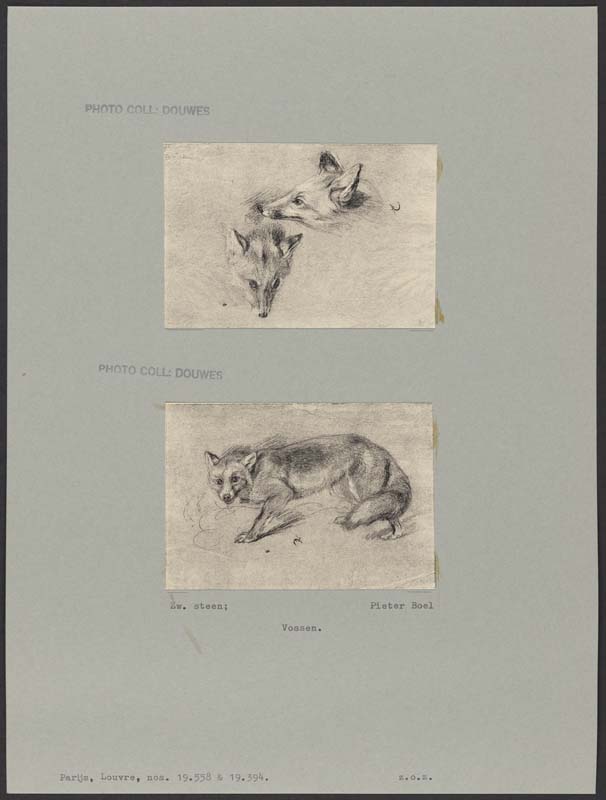 PHOTO COLL: DOUWES
PHOTO COLL: DOUWES
Zw. steen; Pieter Boel
Vossen.
Parijs, Louvre, nos. 19.558 & 19.394. z.o.z.